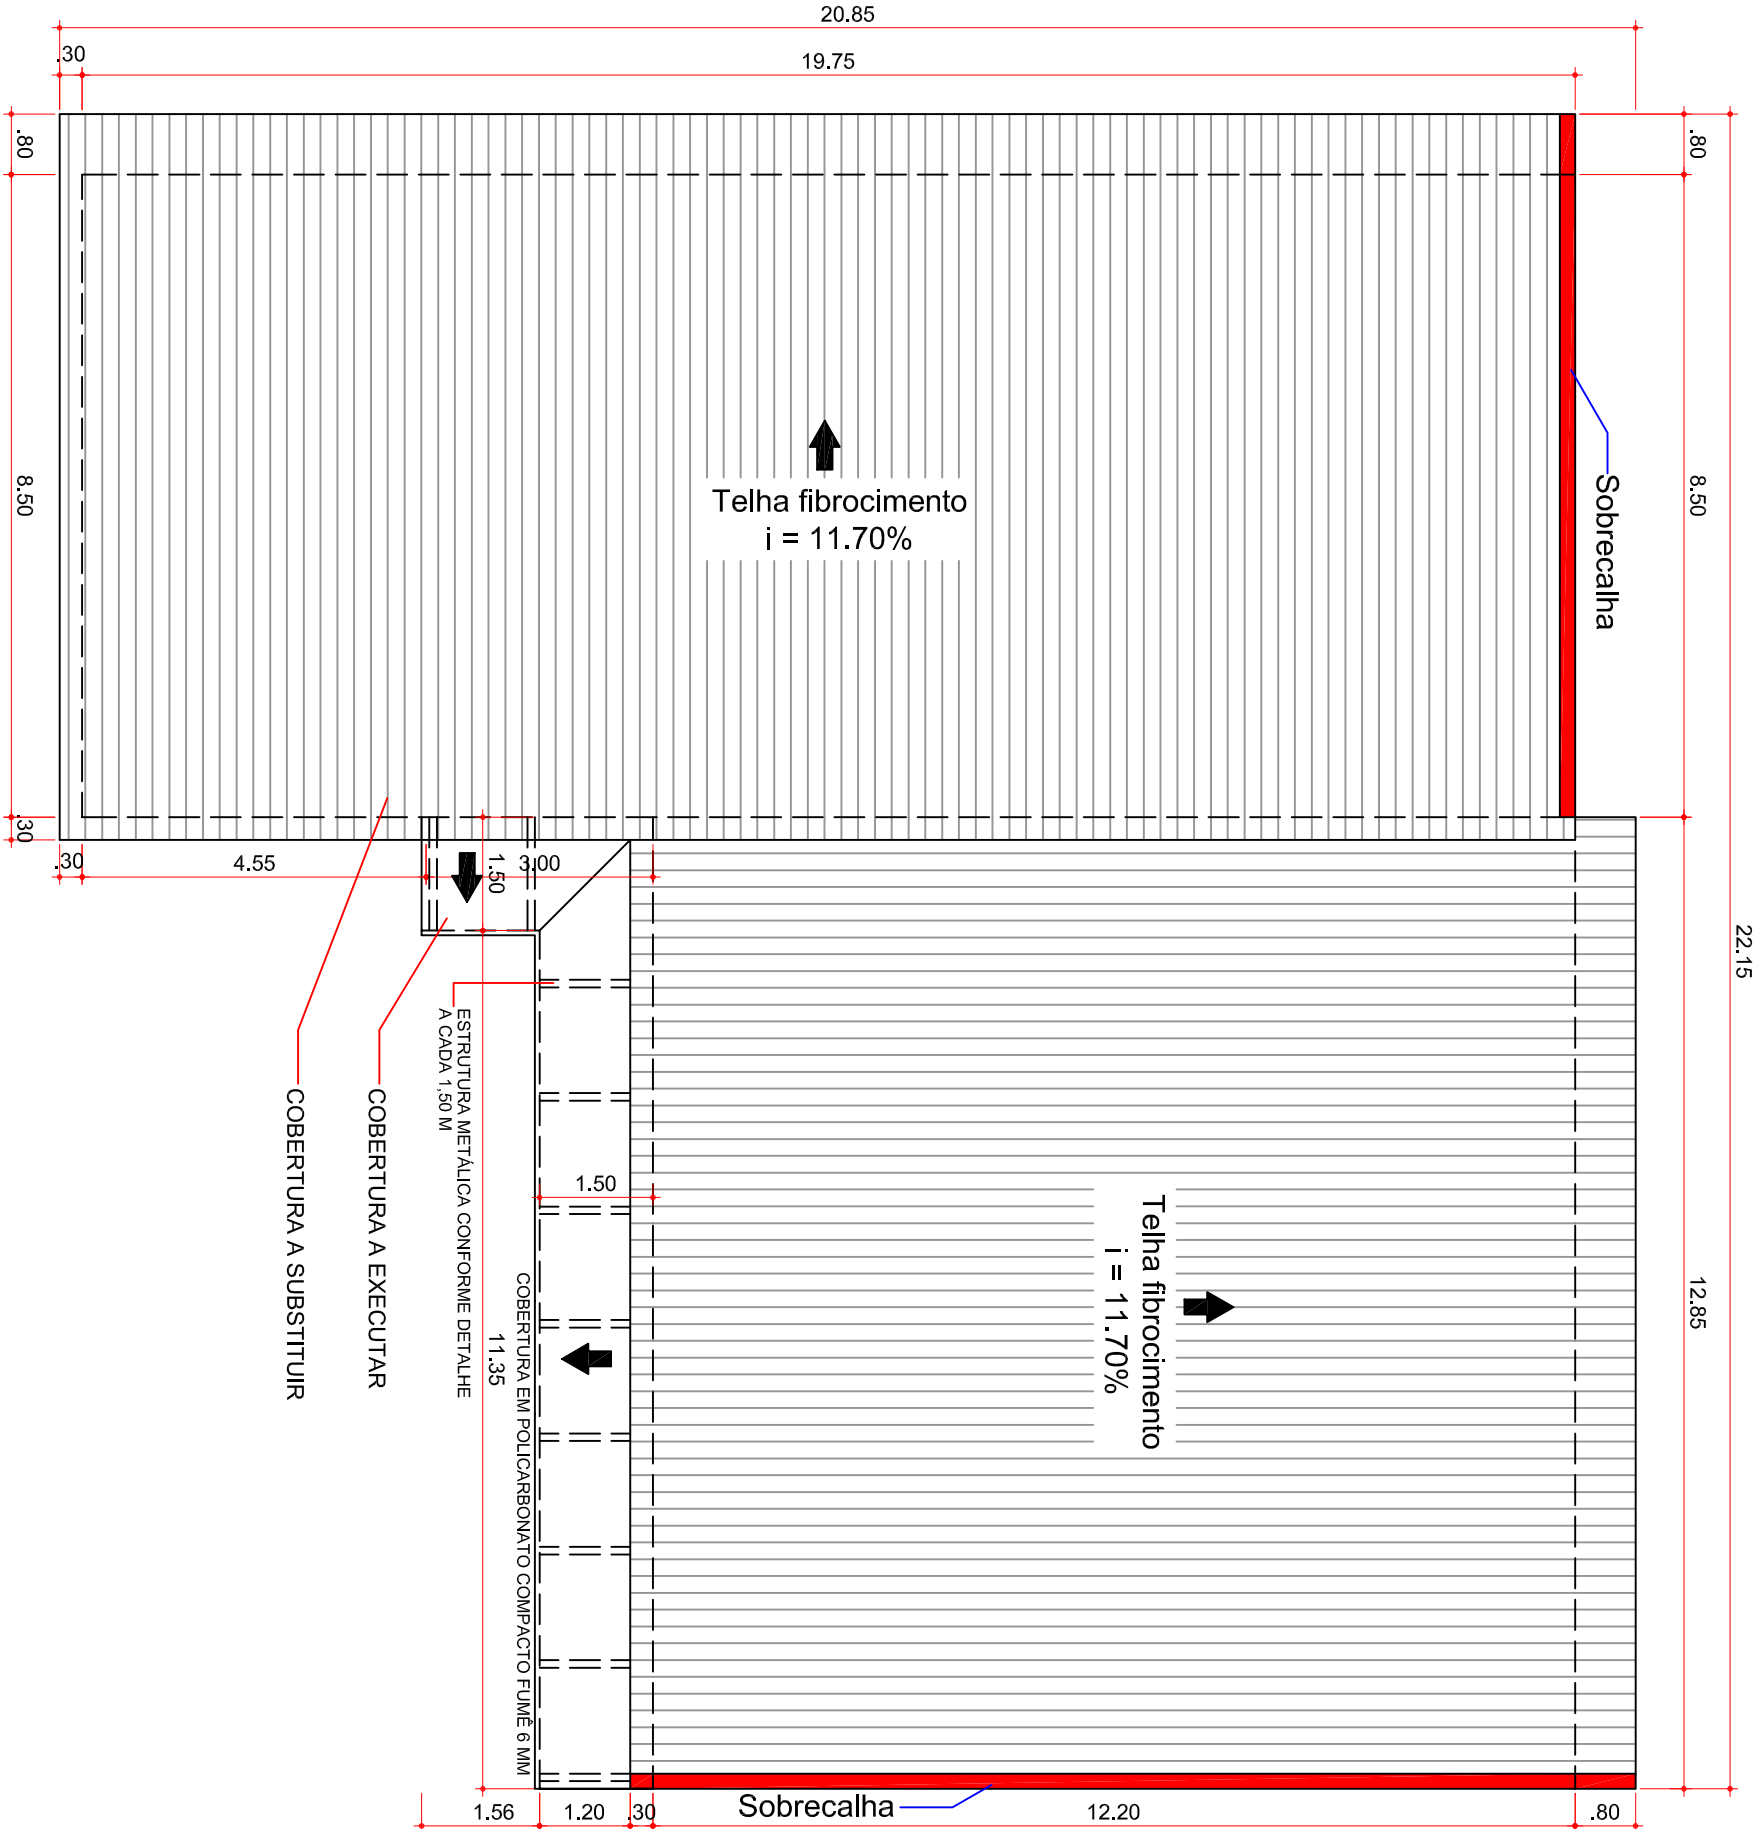 20.85
.30
19.75
.80
.80
8.50
8.50
Sobrecalha
Telha fibrocimento
i = 11.70%
.30
.30
4.55
1.50
3.00
22.15
ESTRUTURA METÁLICA CONFORME DETALHE
A CADA 1,50 M
COBERTURA A EXECUTAR
COBERTURA A SUBSTITUIR
1.50
Telha fibrocimento
i = 11.70%
12.85
11.35
COBERTURA EM POLICARBONATO COMPACTO FUMÊ 6 MM
Sobrecalha
1.56
1.20
.30
12.20
.80